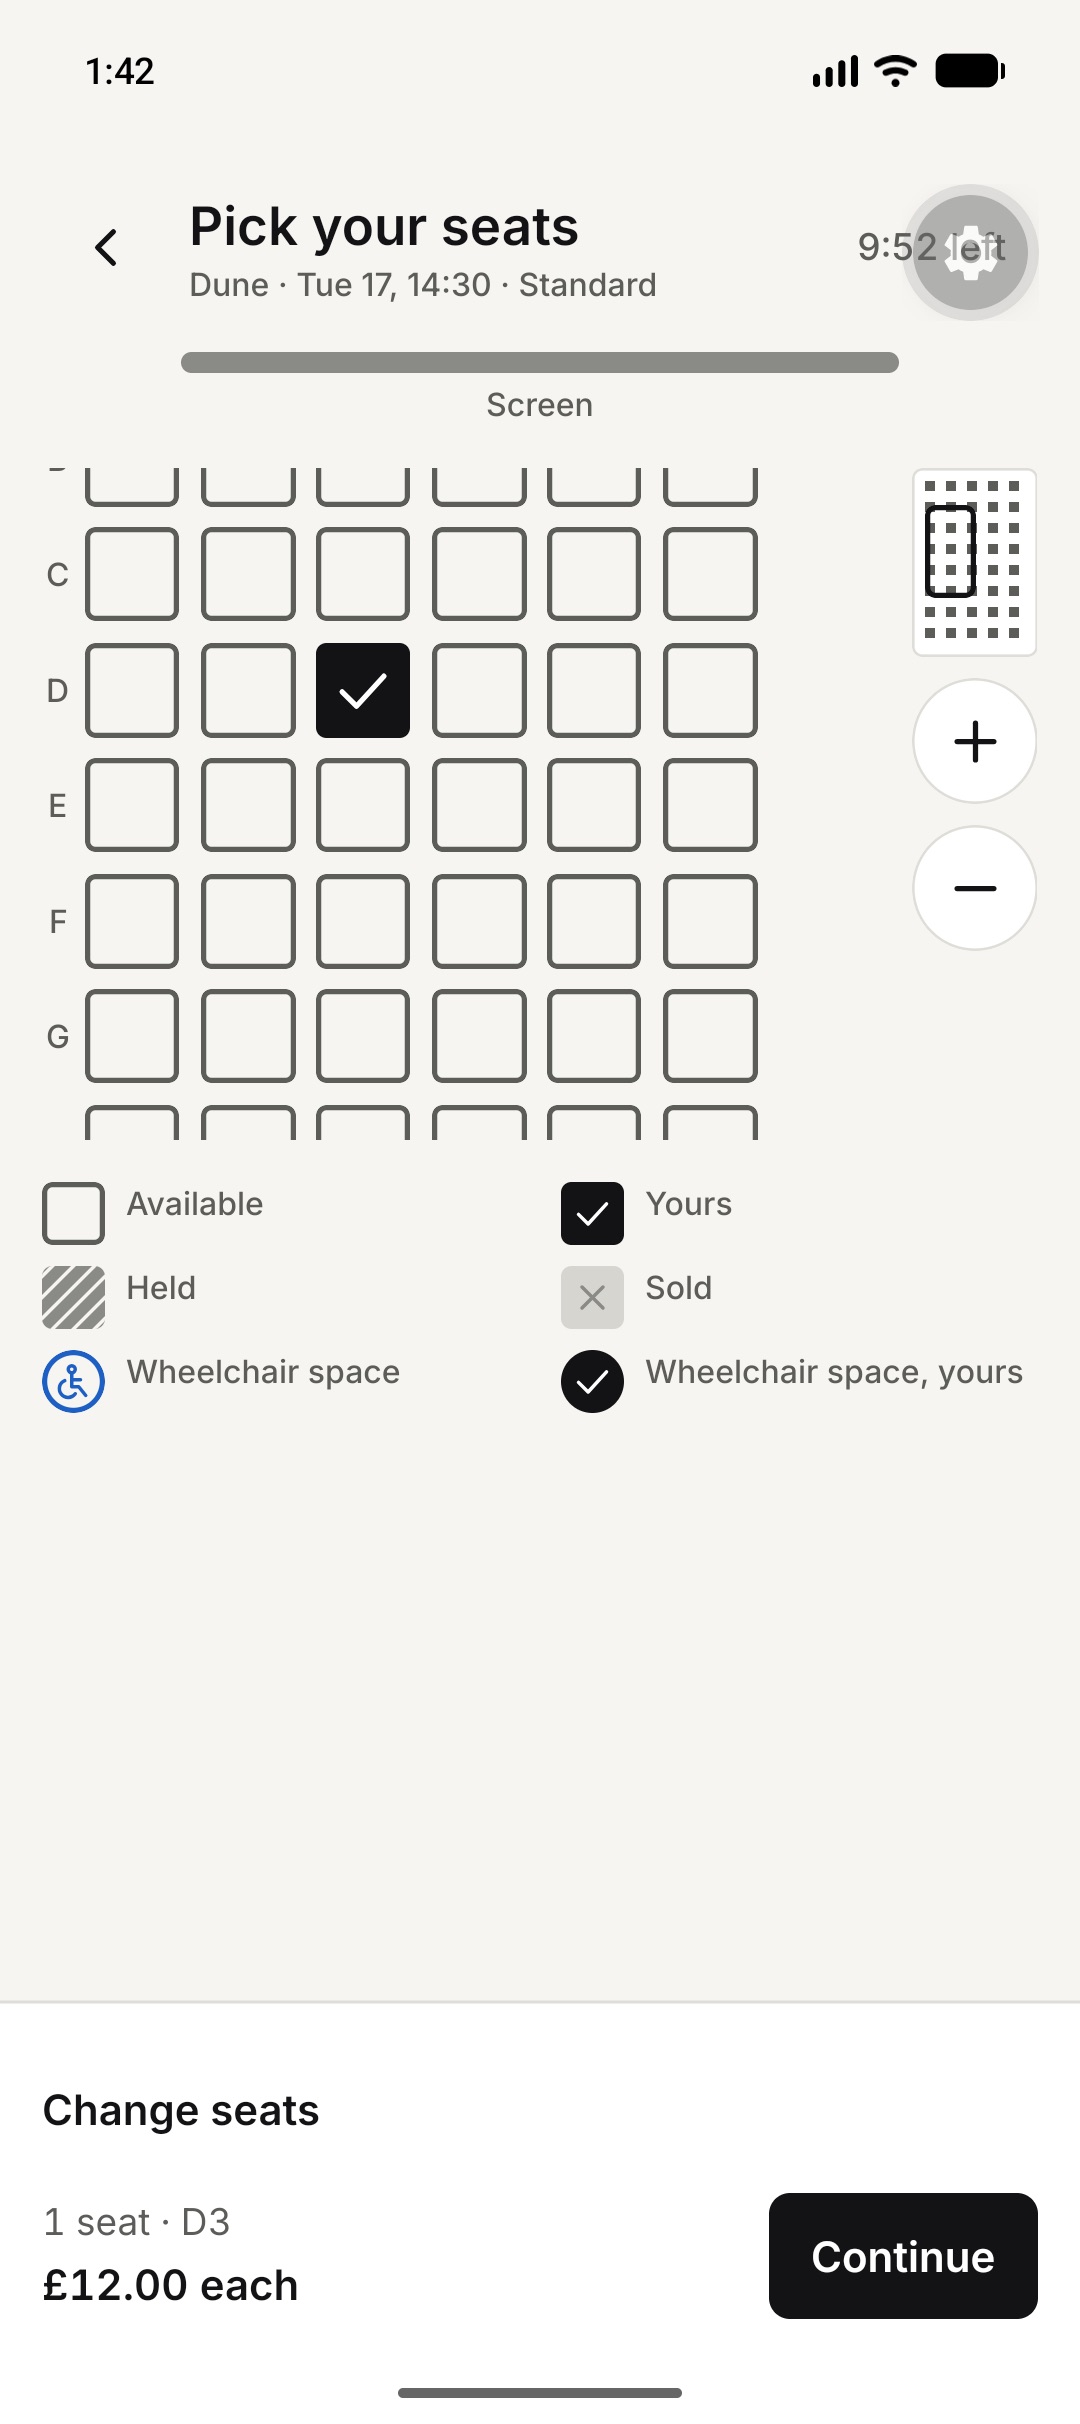 1:42
Pick your seats
9:52 left
Dune · Tue 17, 14:30 · Standard
Screen
C
D
E
F
G
Available
Yours
Held
Sold
Wheelchair space
Wheelchair space, yours
Change seats
1 seat · D3
£12.00 each
Continue